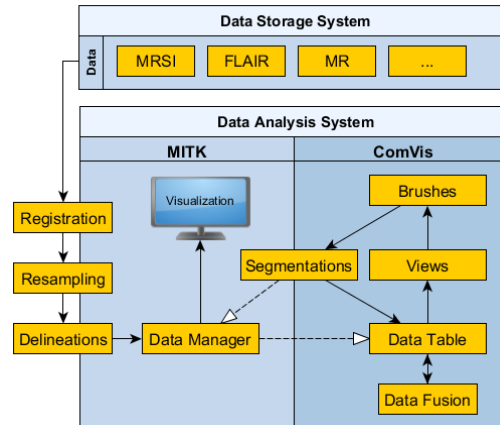 Data Storage System
Data
MRSI
FLAIR
MR
...
Data Analysis System
MITK
ComVis
Visualization
Brushes
Registration
Segmentations
Views
Resampling
Delineations
Data Manager
Data Table
Data Fusion